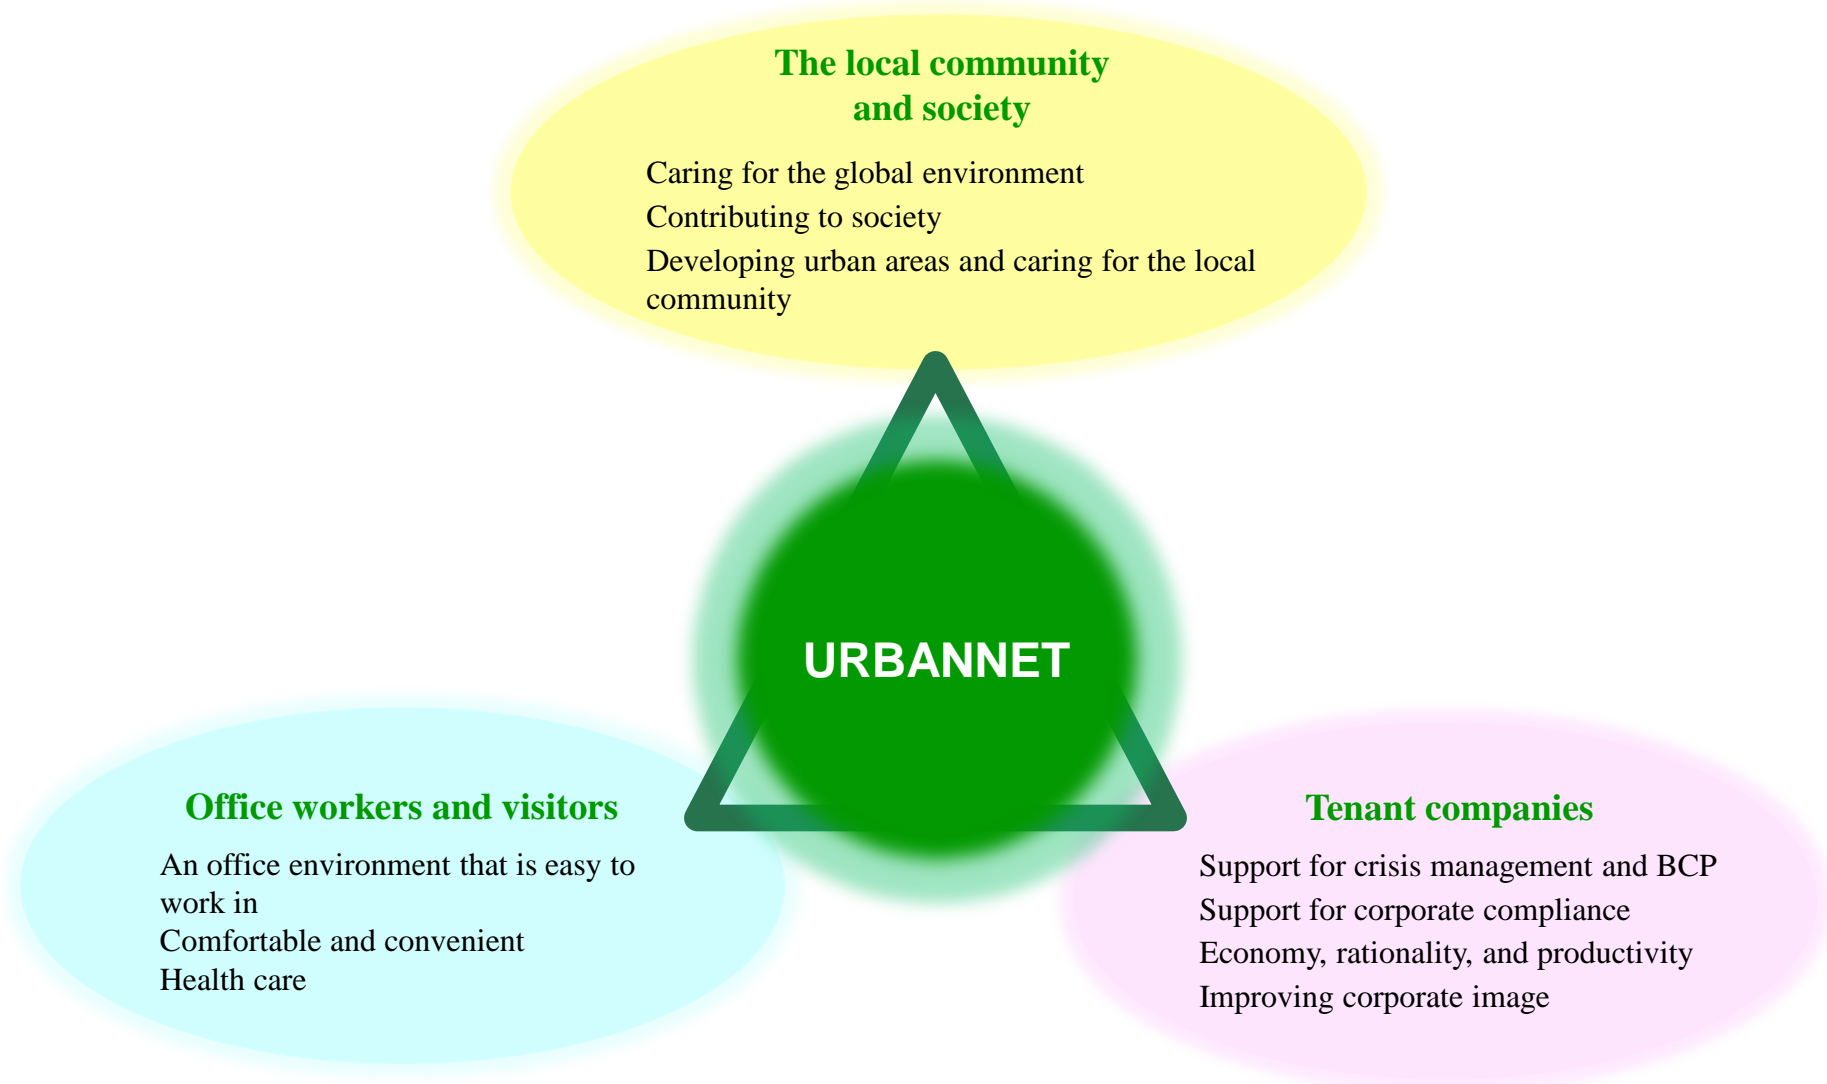 The local community
and society
Caring for the global environment
Contributing to society
Developing urban areas and caring for the local
community
URBANNET
Office workers and visitors
An office environment that is easy to
work in
Comfortable and convenient
Health care
Tenant companies
Support for crisis management and BCP
Support for corporate compliance
Economy, rationality, and productivity
Improving corporate image